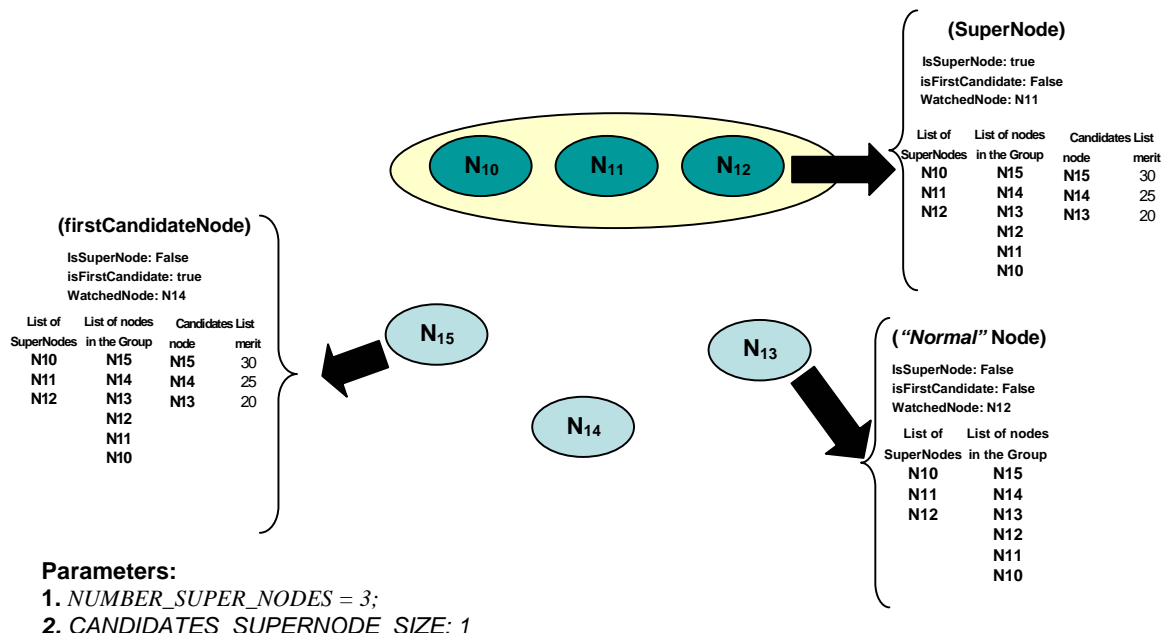 (SuperNode)
IsSuperNode: true
isFirstCandidate: False
WatchedNode: N11
List of List of nodes Candidates List
SuperNodes in the Group node merit
N10 N15 N15 30
N11 N14 N14 25
N12 N13 N13 20
N12
N11
N10
N10 N11 N12
(firstCandidateNode)
IsSuperNode: False
isFirstCandidate: true
WatchedNode: N14
List of List of nodes Candidates List
SuperNodes in the Group node merit
N10 N15 N15 30
N11 N14 N14 25
N12 N13 N13 20
N12
N11
N10
N15
N13
N14
(“Normal” Node)
IsSuperNode: False
isFirstCandidate: False
WatchedNode: N12
List of List of nodes
SuperNodes in the Group
N10 N15
N11 N14
N12 N13
N12
N11
N10
Parameters:
1. NUMBER_SUPER_NODES = 3;
2. CANDIDATES_SUPERNODE_SIZE: 1